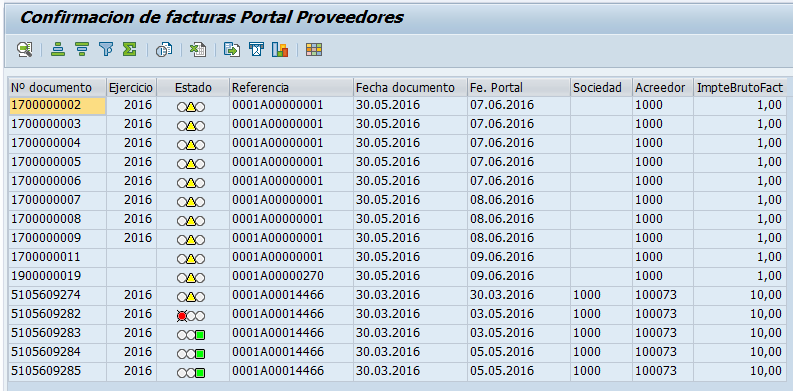 Confirmacion de facturas Portal Proveedores
Nº documento Ejercicio Estado Referencia Fecha documento Fe. Portal Sociedad Acreedor ImpteBrutoFact
1700000002 2016 0001A00000001 30.05.2016 07.06.2016 1000 1,00
1700000003 2016 0001A00000001 30.05.2016 07.06.2016 1000 1,00
1700000004 2016 0001A00000001 30.05.2016 07.06.2016 1000 1,00
1700000005 2016 0001A00000001 30.05.2016 07.06.2016 1000 1,00
1700000006 2016 0001A00000001 30.05.2016 07.06.2016 1000 1,00
1700000007 2016 0001A00000001 30.05.2016 08.06.2016 1000 1,00
1700000008 2016 0001A00000001 30.05.2016 08.06.2016 1000 1,00
1700000009 2016 0001A00000001 30.05.2016 08.06.2016 1000 1,00
1700000011 0001A00000001 30.05.2016 09.06.2016 1000 1,00
1900000019 0001A00000270 30.05.2016 09.06.2016 1000 1,00
5105609274 2016 0001A00014466 30.03.2016 30.03.2016 1000 100073 10,00
5105609282 2016 0001A00014466 30.03.2016 03.05.2016 1000 100073 10,00
5105609283 2016 0001A00014466 30.03.2016 03.05.2016 1000 100073 10,00
5105609284 2016 0001A00014466 30.03.2016 05.05.2016 1000 100073 10,00
5105609285 2016 0001A00014466 30.03.2016 05.05.2016 1000 100073 10,00